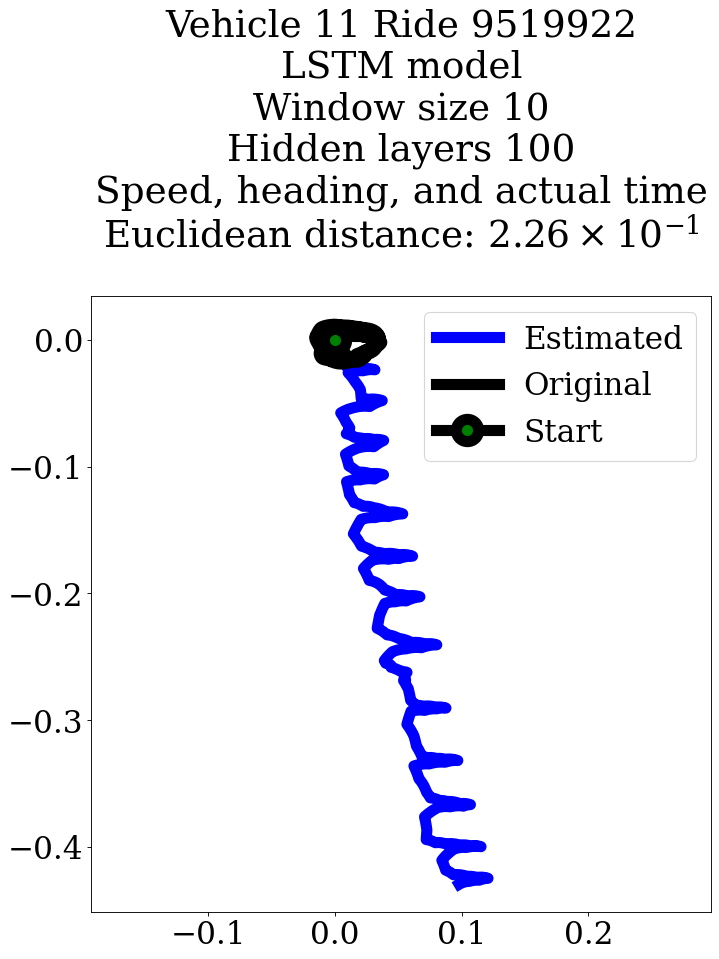 Vehicle 11 Ride 9519922
LSTM model
Window size 10
Hidden layers 100
Speed, heading, and actual time
Euclidean distance: 2.26 × 10⁻¹
Estimated
Original
Start
0.0
−0.1
−0.2
−0.3
−0.4
−0.1 0.0 0.1 0.2